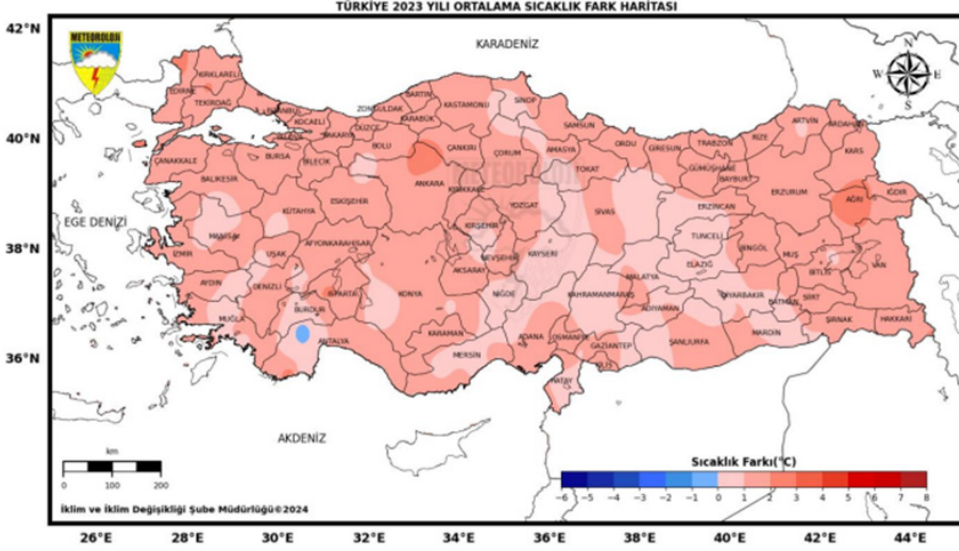 TÜRKİYE 2023 YILI ORTALAMA SICAKLIK FARK HARİTASI
42°N
METEOROLOJİ
KARADENİZ
N
W E
S
KIRKLARELİ
EDİRNE
TEKİRDAĞ
İSTANBUL
KOCAELİ
ZONGULDAK
BARTIN
KASTAMONU
SİNOP
KARABÜK
DÜZCE
SAKARYA
BOLU
SAMSUN
ARTVİN
ARDAHAN
40°N
ÇANAKKALE
BURSA
BİLECİK
ÇANKIRI
ÇORUM
AMASYA
ORDU
GİRESUN
TRABZON
RİZE
KARS
METEOROLOJİ
TOKAT
GÜMÜŞHANE
BAYBURT
BALIKESİR
ANKARA
KIRIKKALE
ERZURUM
AĞRI
IĞDIR
ESKİŞEHİR
KÜTAHYA
YOZGAT
SİVAS
ERZİNCAN
EGE DENİZİ
KIRŞEHİR
MANİSA
UŞAK
AFYONKARAHİSAR
TUNCELİ
BİNGÖL
MUŞ
38°N
İZMİR
NEVŞEHİR
KAYSERİ
ELAZIĞ
BİTLİS
VAN
AKSARAY
MALATYA
AYDIN
DENİZLİ
ISPARTA
KONYA
NİĞDE
KAHRAMANMARAŞ
DİYARBAKIR
BATMAN
SİİRT
BURDUR
ADIYAMAN
MUĞLA
ŞIRNAK
HAKKARİ
ANTALYA
KARAMAN
ADANA
OSMANİYE
GAZİANTEP
ŞANLIURFA
MARDİN
36°N
MERSİN
KİLİS
HATAY
AKDENİZ
km
0 100 200
Sıcaklık Farkı(°C)
−6 −5 −4 −3 −2 −1 0 1 2 3 4 5 6 7 8
İklim ve İklim Değişikliği Şube Müdürlüğü©2024
26°E 28°E 30°E 32°E 34°E 36°E 38°E 40°E 42°E 44°E